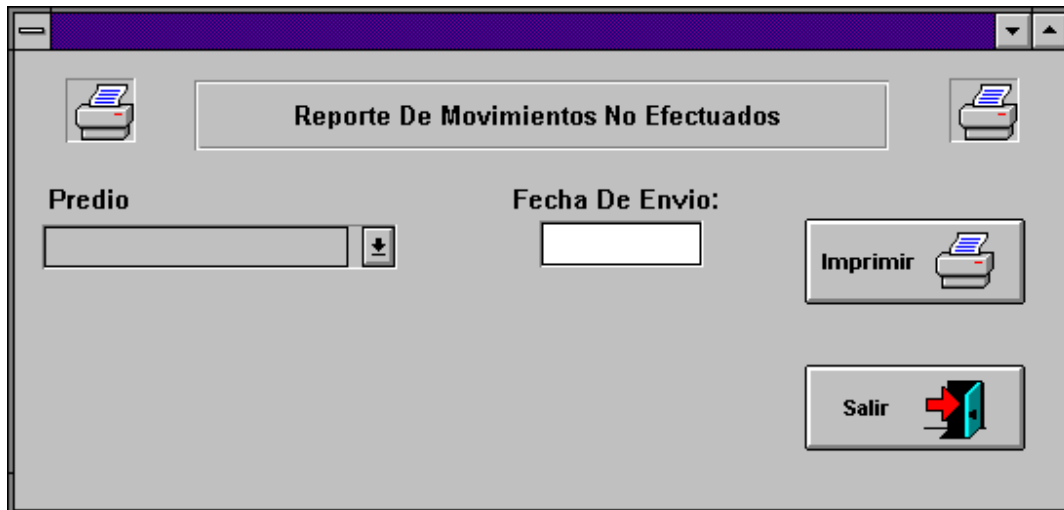 Reporte De Movimientos No Efectuados
Predio
Fecha De Envio:
Imprimir
Salir